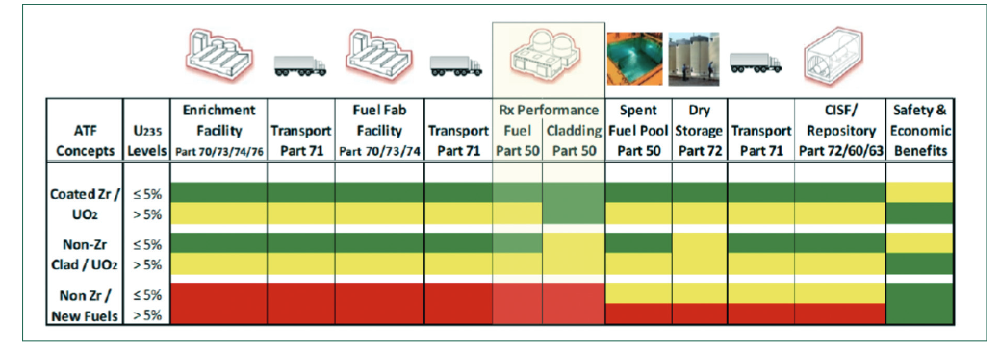 Enrichment Fuel Fab Rx Performance Spent Dry CISF/ Safety &
ATF U235 Facility Transport Facility Transport Fuel Cladding Fuel Pool Storage Transport Repository Economic
Concepts Levels Part 70/73/74/76 Part 71 Part 70/73/74 Part 71 Part 50 Part 50 Part 50 Part 72 Part 71 Part 72/60/63 Benefits
Coated Zr / ≤ 5%
UO2 > 5%
Non-Zr ≤ 5%
Clad / UO2 > 5%
Non Zr / ≤ 5%
New Fuels > 5%